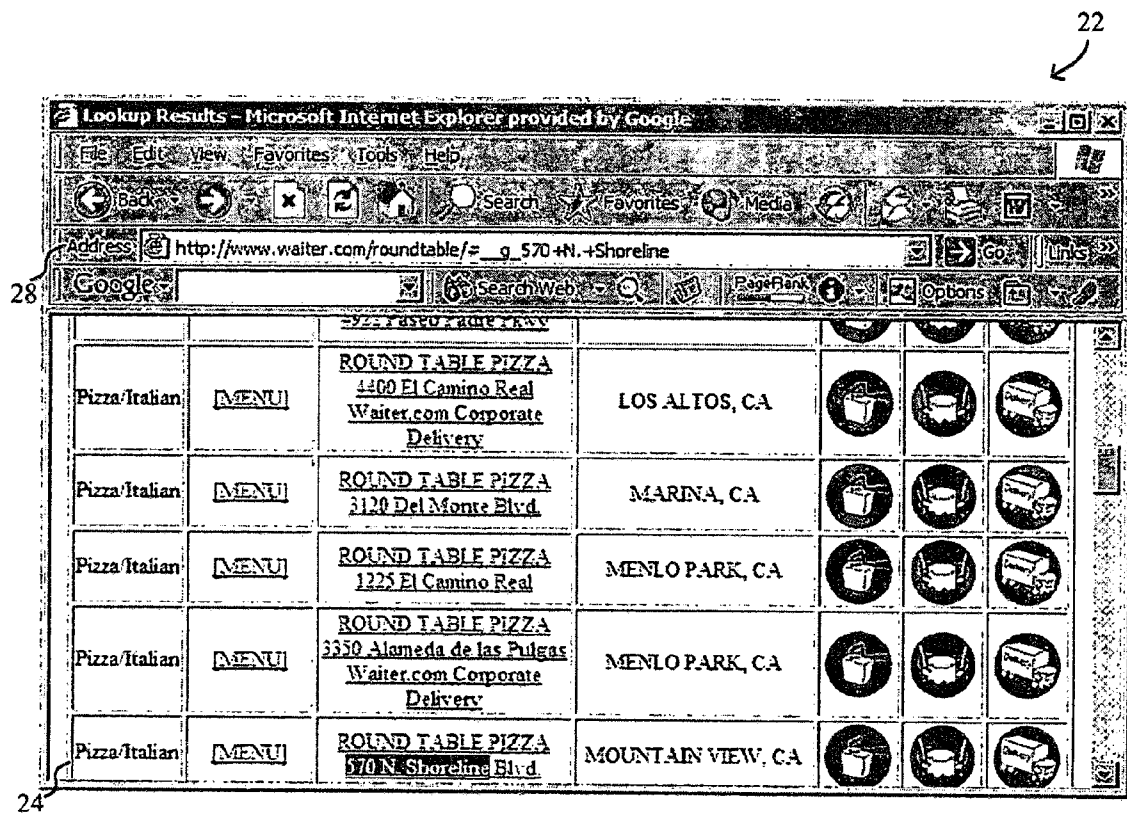 22
Lookup Results - Microsoft Internet Explorer provided by Google
File Edit View Favorites Tools Help
Back Search Favorites Media
Address http://www.waiter.com/roundtable/#__g_570+N.+Shoreline Go Links
28
Google Search Web PageRank Options
Paseo Padre Pkwy
Pizza/Italian [MENU] ROUND TABLE PIZZA
4400 El Camino Real
Waiter.com Corporate
Delivery
LOS ALTOS, CA
Pizza/Italian [MENU] ROUND TABLE PIZZA
3120 Del Monte Blvd.
MARINA, CA
Pizza/Italian [MENU] ROUND TABLE PIZZA
1225 El Camino Real
MENLO PARK, CA
Pizza/Italian [MENU] ROUND TABLE PIZZA
3350 Alameda de las Pulgas
Waiter.com Corporate
Delivery
MENLO PARK, CA
Pizza/Italian [MENU] ROUND TABLE PIZZA
570 N. Shoreline Blvd.
MOUNTAIN VIEW, CA
24